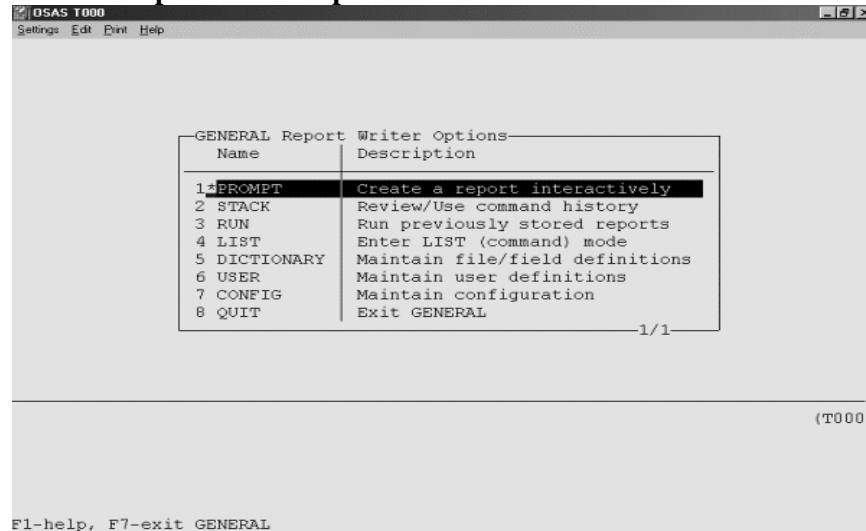 OSAS T000
Settings Edit Print Help
GENERAL Report Writer Options
Name Description
1*PROMPT Create a report interactively
2 STACK Review/Use command history
3 RUN Run previously stored reports
4 LIST Enter LIST (command) mode
5 DICTIONARY Maintain file/field definitions
6 USER Maintain user definitions
7 CONFIG Maintain configuration
8 QUIT Exit GENERAL
1/1
(T000
F1-help, F7-exit GENERAL